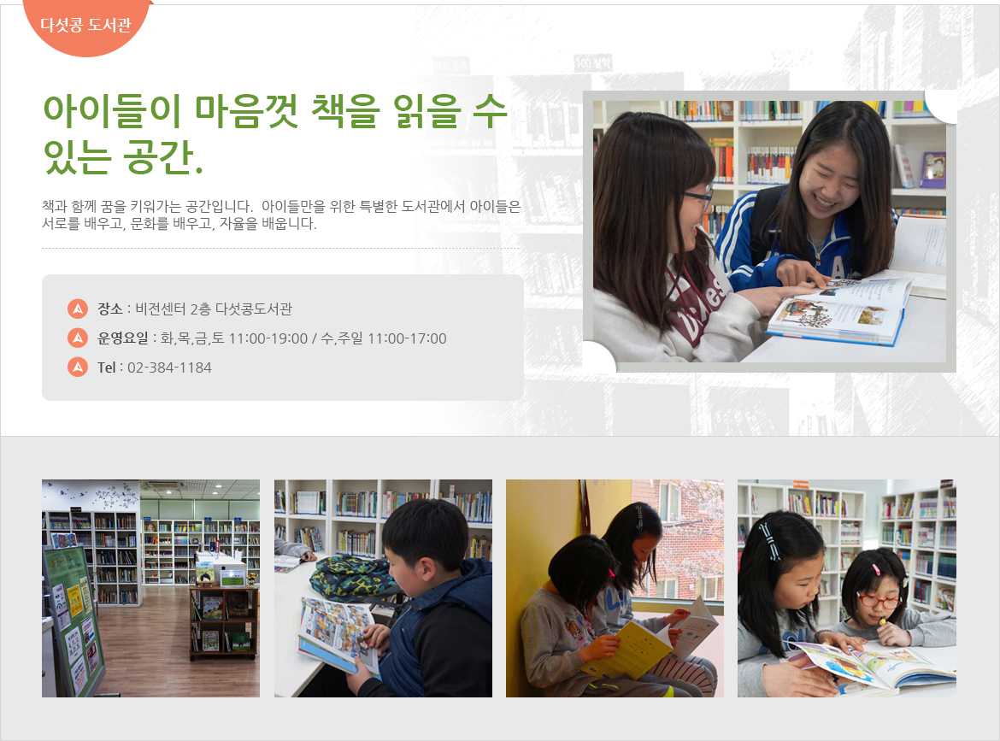 다섯콩 도서관
아이들이 마음껏 책을 읽을 수
있는 공간.
책과 함께 꿈을 키워가는 공간입니다. 아이들만을 위한 특별한 도서관에서 아이들은
서로를 배우고, 문화를 배우고, 자율을 배웁니다.
장소 : 비전센터 2층 다섯콩도서관
운영요일 : 화,목,금,토 11:00-19:00 / 수,주일 11:00-17:00
Tel : 02-384-1184